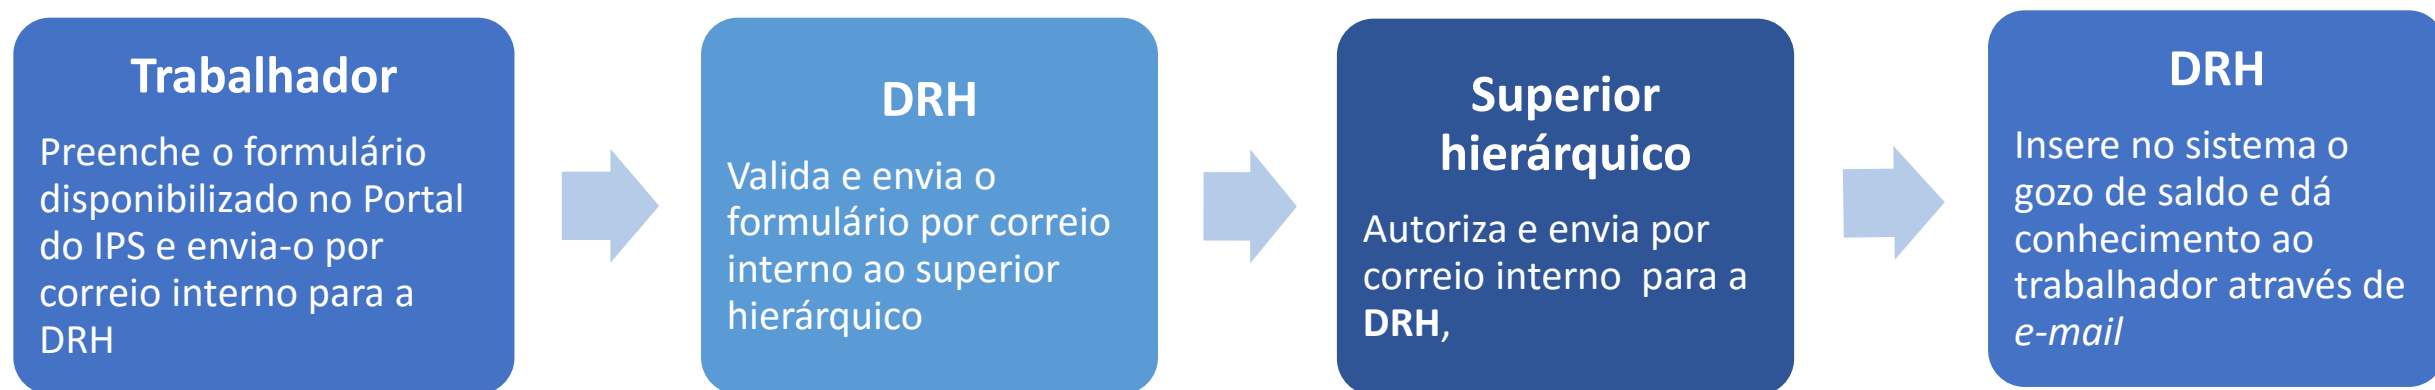 Trabalhador
Preenche o formulário
disponibilizado no Portal
do IPS e envia-o por
correio interno para a
DRH
DRH
Valida e envia o
formulário por correio
interno ao superior
hierárquico
Superior
hierárquico
Autoriza e envia por
correio interno  para a
DRH,
DRH
Insere no sistema o
gozo de saldo e dá
conhecimento ao
trabalhador através de
e-mail